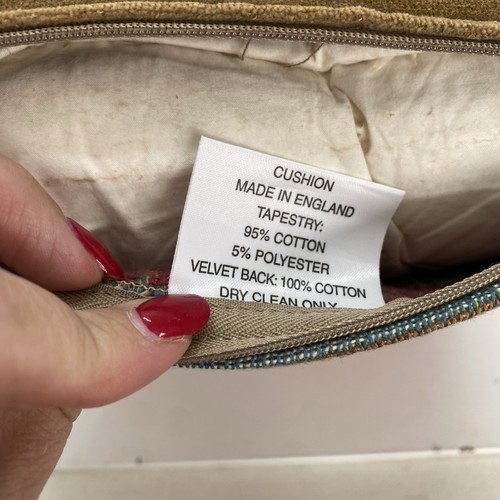 CUSHION
MADE IN ENGLAND
TAPESTRY:
95% COTTON
5% POLYESTER
VELVET BACK: 100% COTTON
DRY CLEAN ONLY